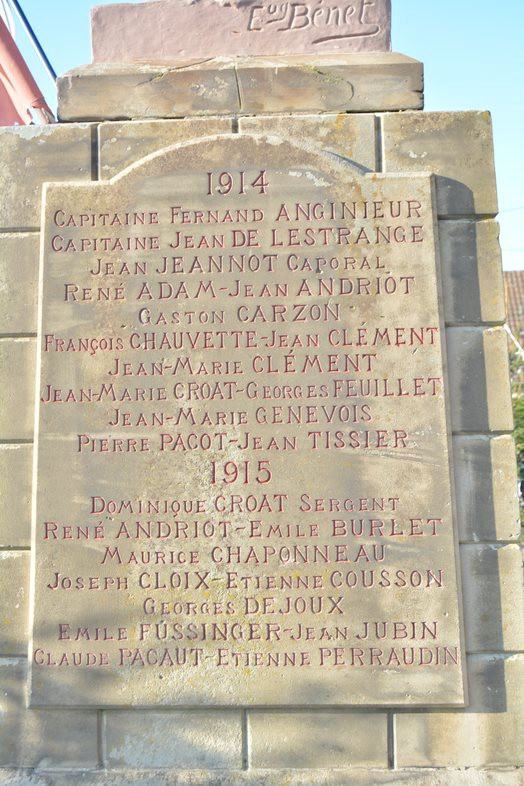 Eug Bénet
1914
CAPITAINE FERNAND ANGINIEUR
CAPITAINE JEAN DE LESTRANGE
JEAN JEANNOT CAPORAL
RENÉ ADAM-JEAN ANDRIOT
GASTON CARZON
FRANÇOIS CHAUVETTE-JEAN CLÉMENT
JEAN-MARIE CLÉMENT
JEAN-MARIE CROAT-GEORGES FEUILLET
JEAN-MARIE GENEVOIS
PIERRE PACOT-JEAN TISSIER
1915
DOMINIQUE CROAT SERGENT
RENÉ ANDRIOT-EMILE BURLET
MAURICE CHAPONNEAU
JOSEPH CLOIX-ETIENNE COUSSON
GEORGES DEJOUX
EMILE FUSSINGER-JEAN JUBIN
CLAUDE PACAUT-ETIENNE PERRAUDIN